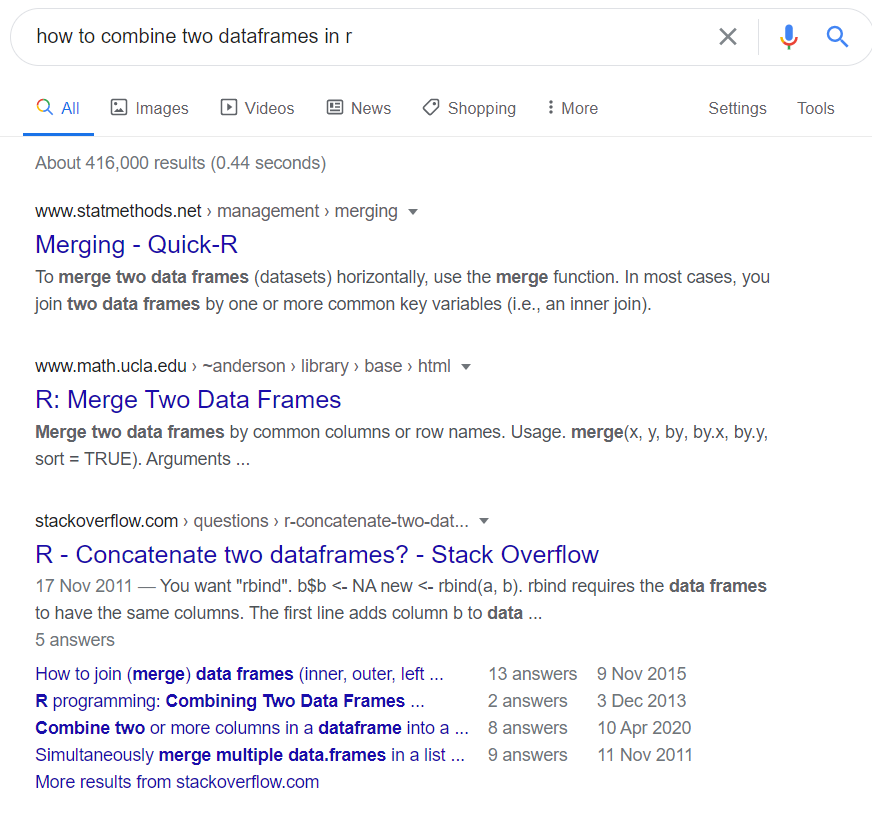 how to combine two dataframes in r
All Images Videos News Shopping More Settings Tools
About 416,000 results (0.44 seconds)
www.statmethods.net › management › merging
Merging - Quick-R
To merge two data frames (datasets) horizontally, use the merge function. In most cases, you
join two data frames by one or more common key variables (i.e., an inner join).
www.math.ucla.edu › ~anderson › library › base › html
R: Merge Two Data Frames
Merge two data frames by common columns or row names. Usage. merge(x, y, by, by.x, by.y,
sort = TRUE). Arguments ...
stackoverflow.com › questions › r-concatenate-two-dat...
R - Concatenate two dataframes? - Stack Overflow
17 Nov 2011 — You want "rbind". b$b <- NA new <- rbind(a, b). rbind requires the data frames
to have the same columns. The first line adds column b to data ...
5 answers
How to join (merge) data frames (inner, outer, left ... 13 answers 9 Nov 2015
R programming: Combining Two Data Frames ... 2 answers 3 Dec 2013
Combine two or more columns in a dataframe into a ... 8 answers 10 Apr 2020
Simultaneously merge multiple data.frames in a list ... 9 answers 11 Nov 2011
More results from stackoverflow.com